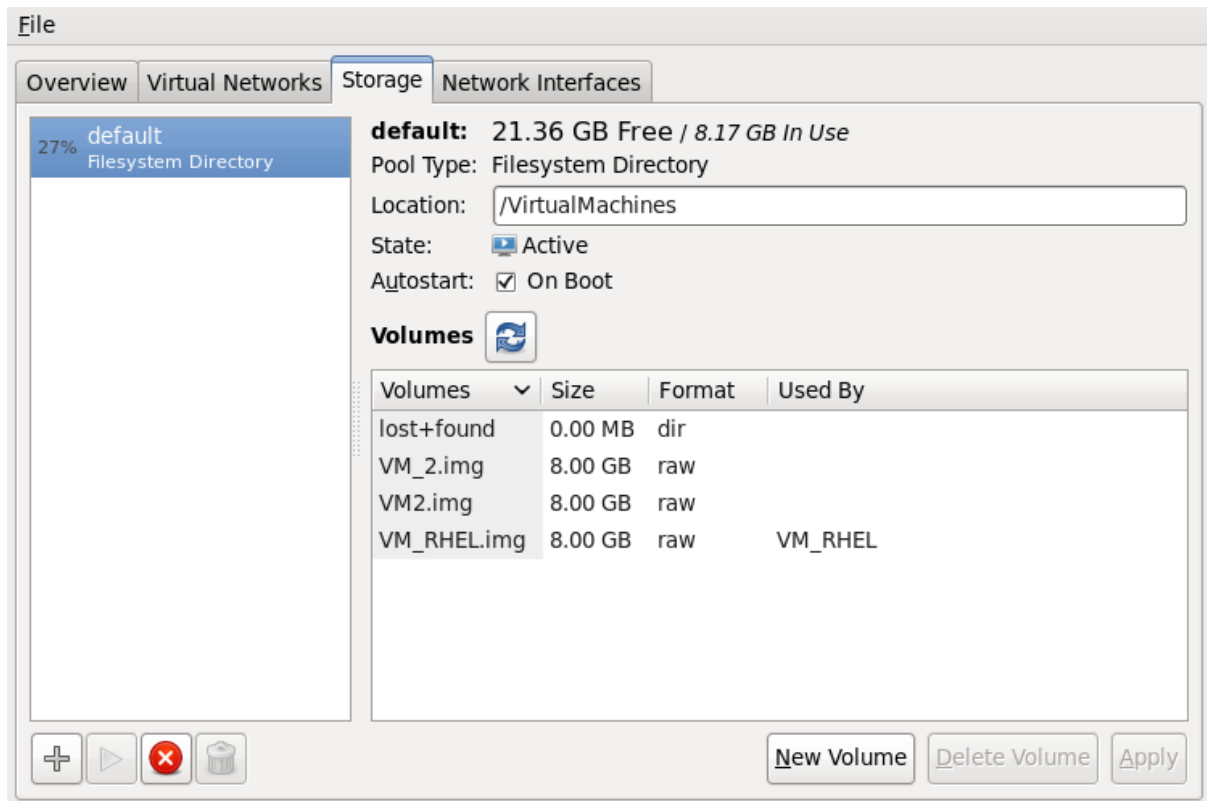 File
Overview Virtual Networks Storage Network Interfaces
27% default
Filesystem Directory
default: 21.36 GB Free / 8.17 GB In Use
Pool Type: Filesystem Directory
Location: /VirtualMachines
State: Active
Autostart: On Boot
Volumes
Volumes Size Format Used By
lost+found 0.00 MB dir
VM_2.img 8.00 GB raw
VM2.img 8.00 GB raw
VM_RHEL.img 8.00 GB raw VM_RHEL
New Volume Delete Volume Apply